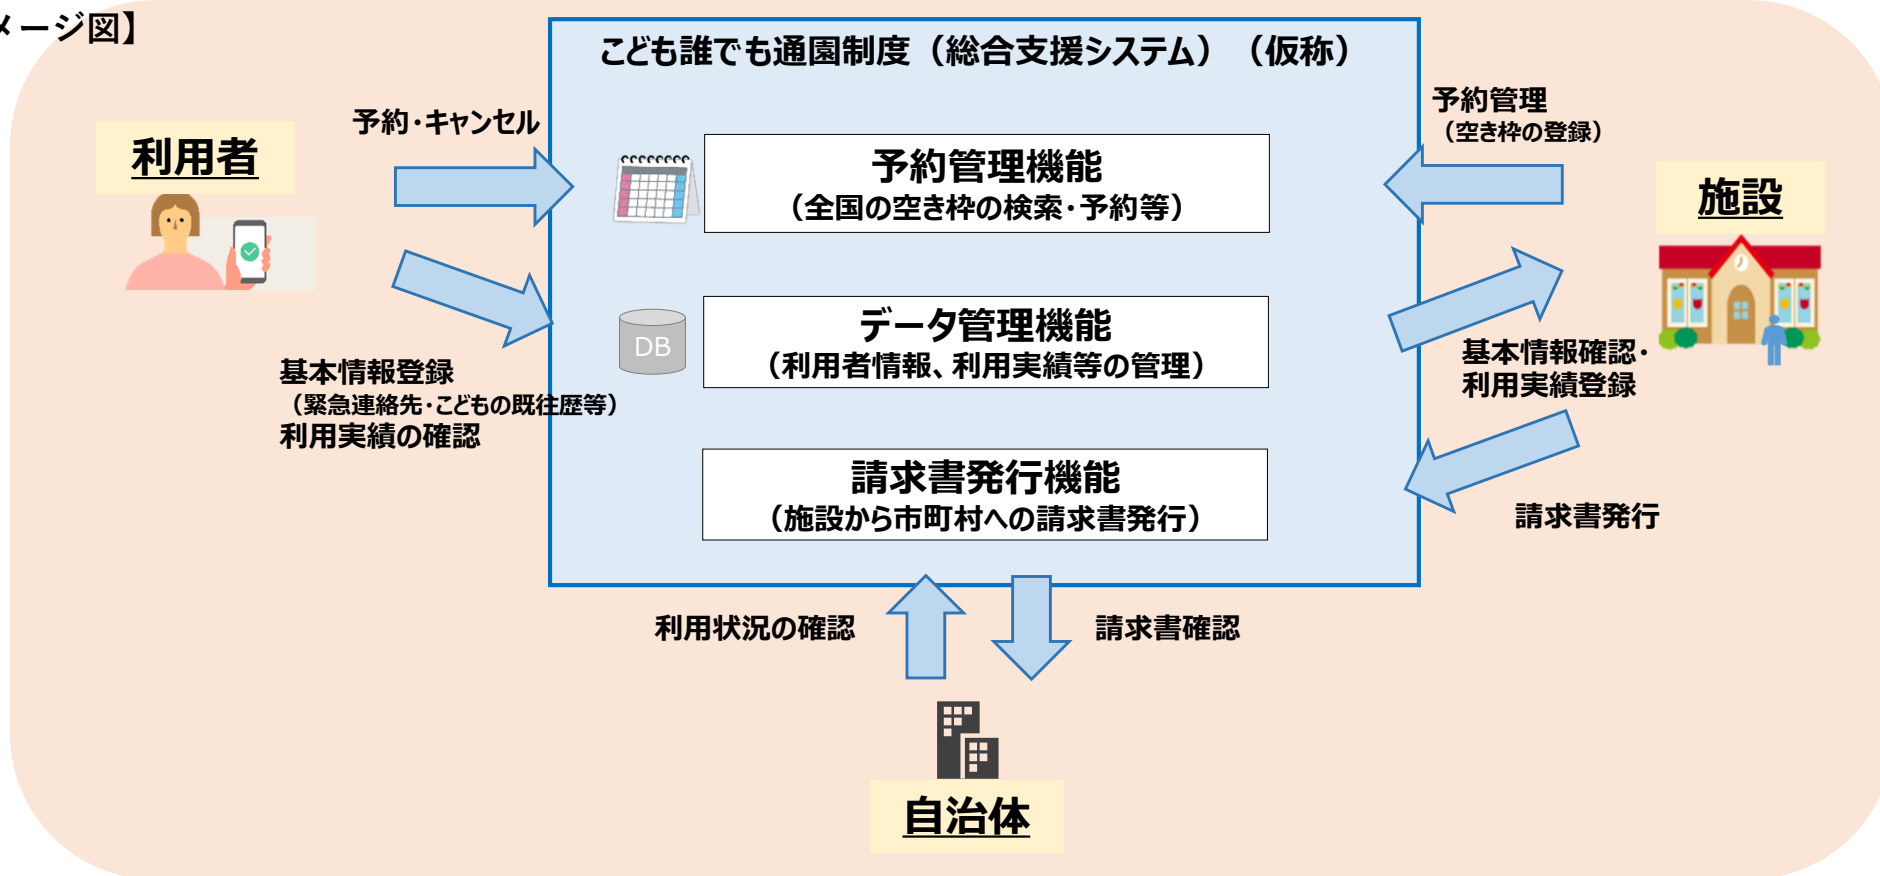 メージ図】
こども誰でも通園制度（総合支援システム）（仮称）
利用者
予約・キャンセル
予約管理機能
（全国の空き枠の検索・予約等）
予約管理
（空き枠の登録）
施設
基本情報登録
（緊急連絡先・こどもの既往歴等）
利用実績の確認
DB
データ管理機能
（利用者情報、利用実績等の管理）
基本情報確認・
利用実績登録
請求書発行機能
（施設から市町村への請求書発行）
請求書発行
利用状況の確認
請求書確認
自治体